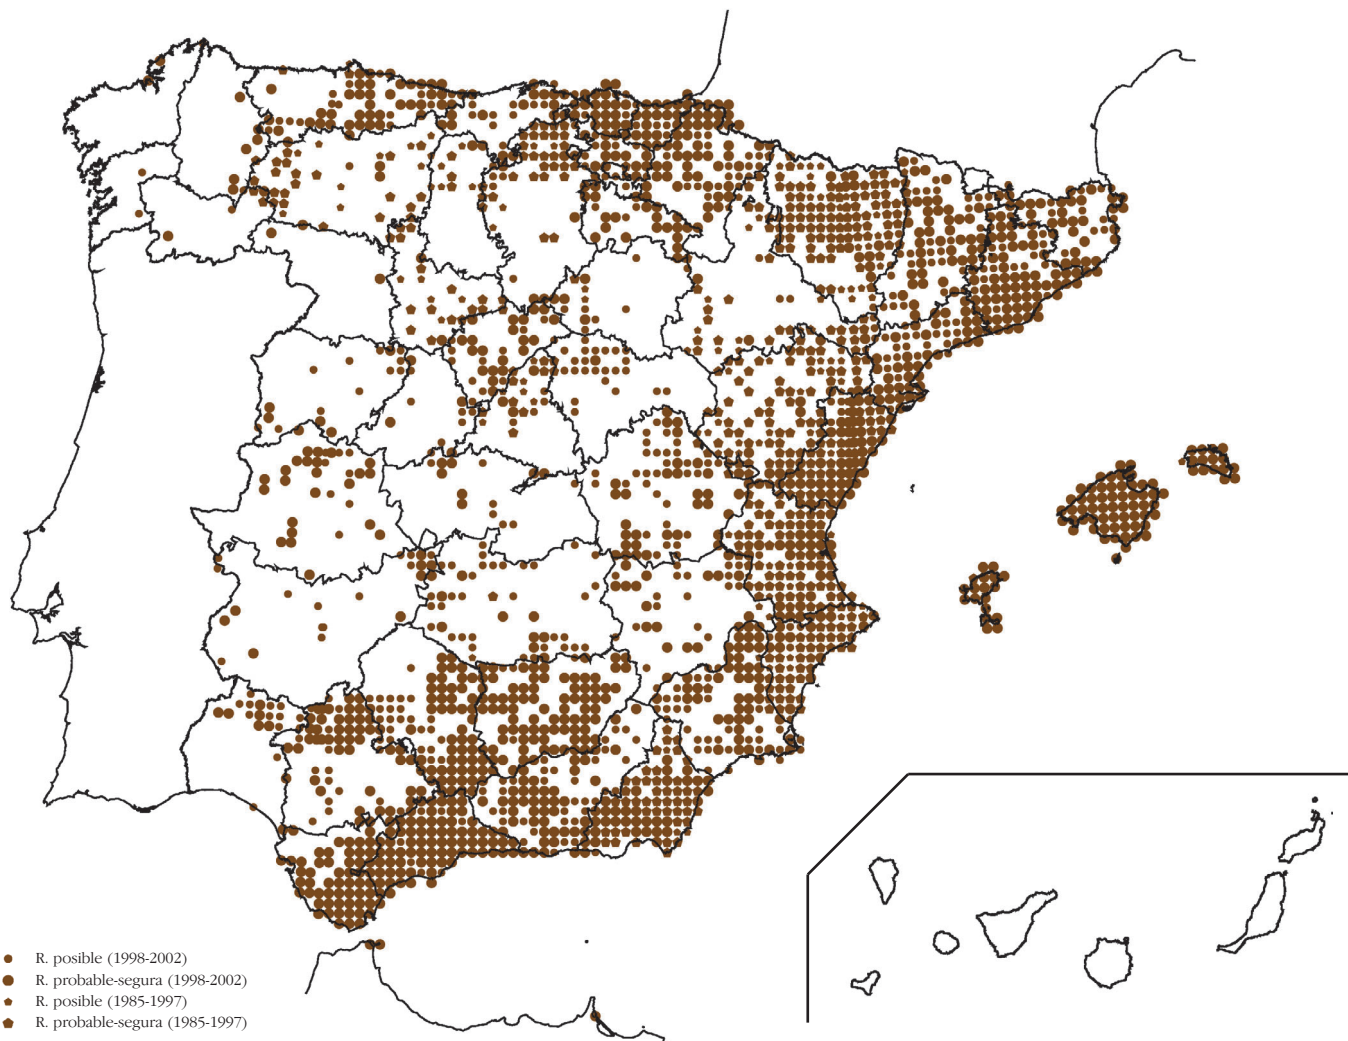 R. posible (1998-2002)
R. probable-segura (1998-2002)
R. posible (1985-1997)
R. probable-segura (1985-1997)